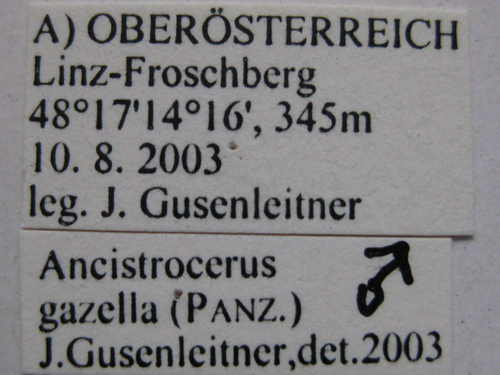 A) OBERÖSTERREICH
Linz-Froschberg
48°17'14°16', 345m
10. 8. 2003
leg. J. Gusenleitner
Ancistrocerus
gazella (PANZ.) ♂
J.Gusenleitner,det.2003